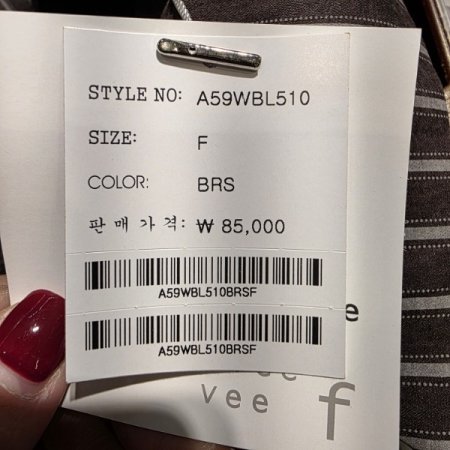 STYLE NO: A59WBL510
SIZE: F
COLOR: BRS
판매가격: ₩ 85,000
A59WBL510BRSF
A59WBL510BRSF
e
vee f